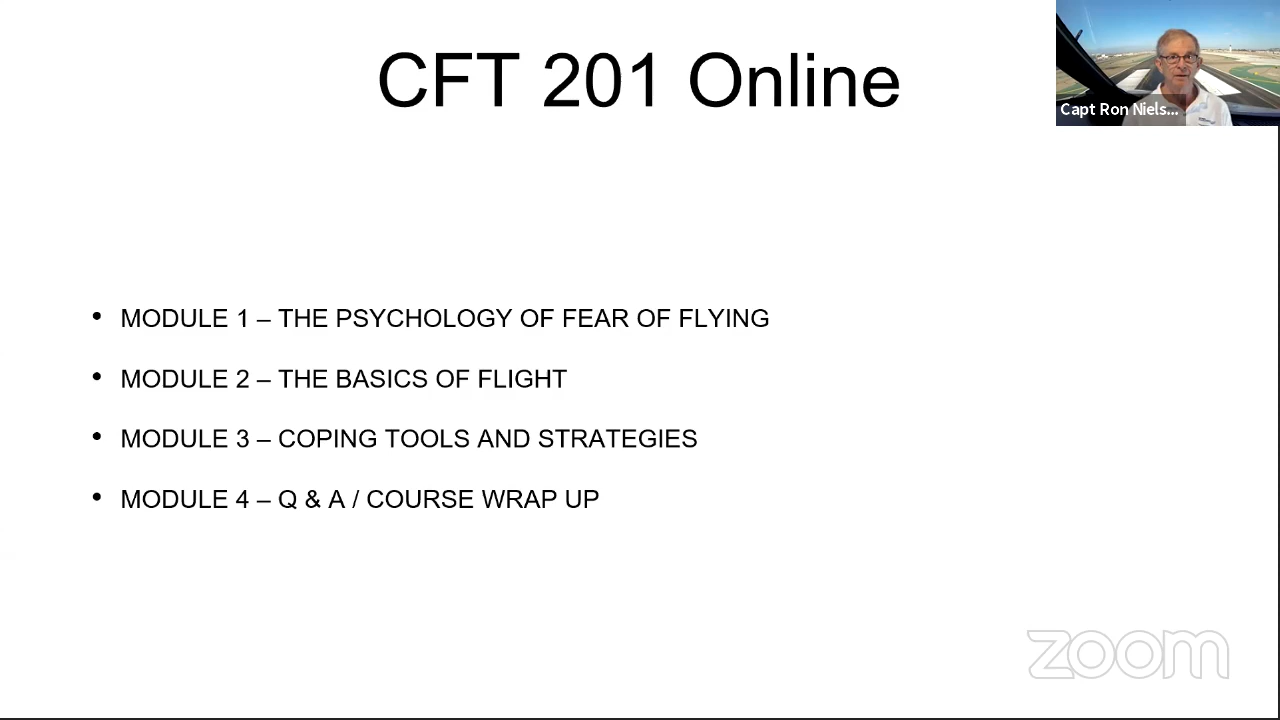 CFT 201 Online
Capt Ron Niels...
• MODULE 1 – THE PSYCHOLOGY OF FEAR OF FLYING
• MODULE 2 – THE BASICS OF FLIGHT
• MODULE 3 – COPING TOOLS AND STRATEGIES
• MODULE 4 – Q & A / COURSE WRAP UP
zoom